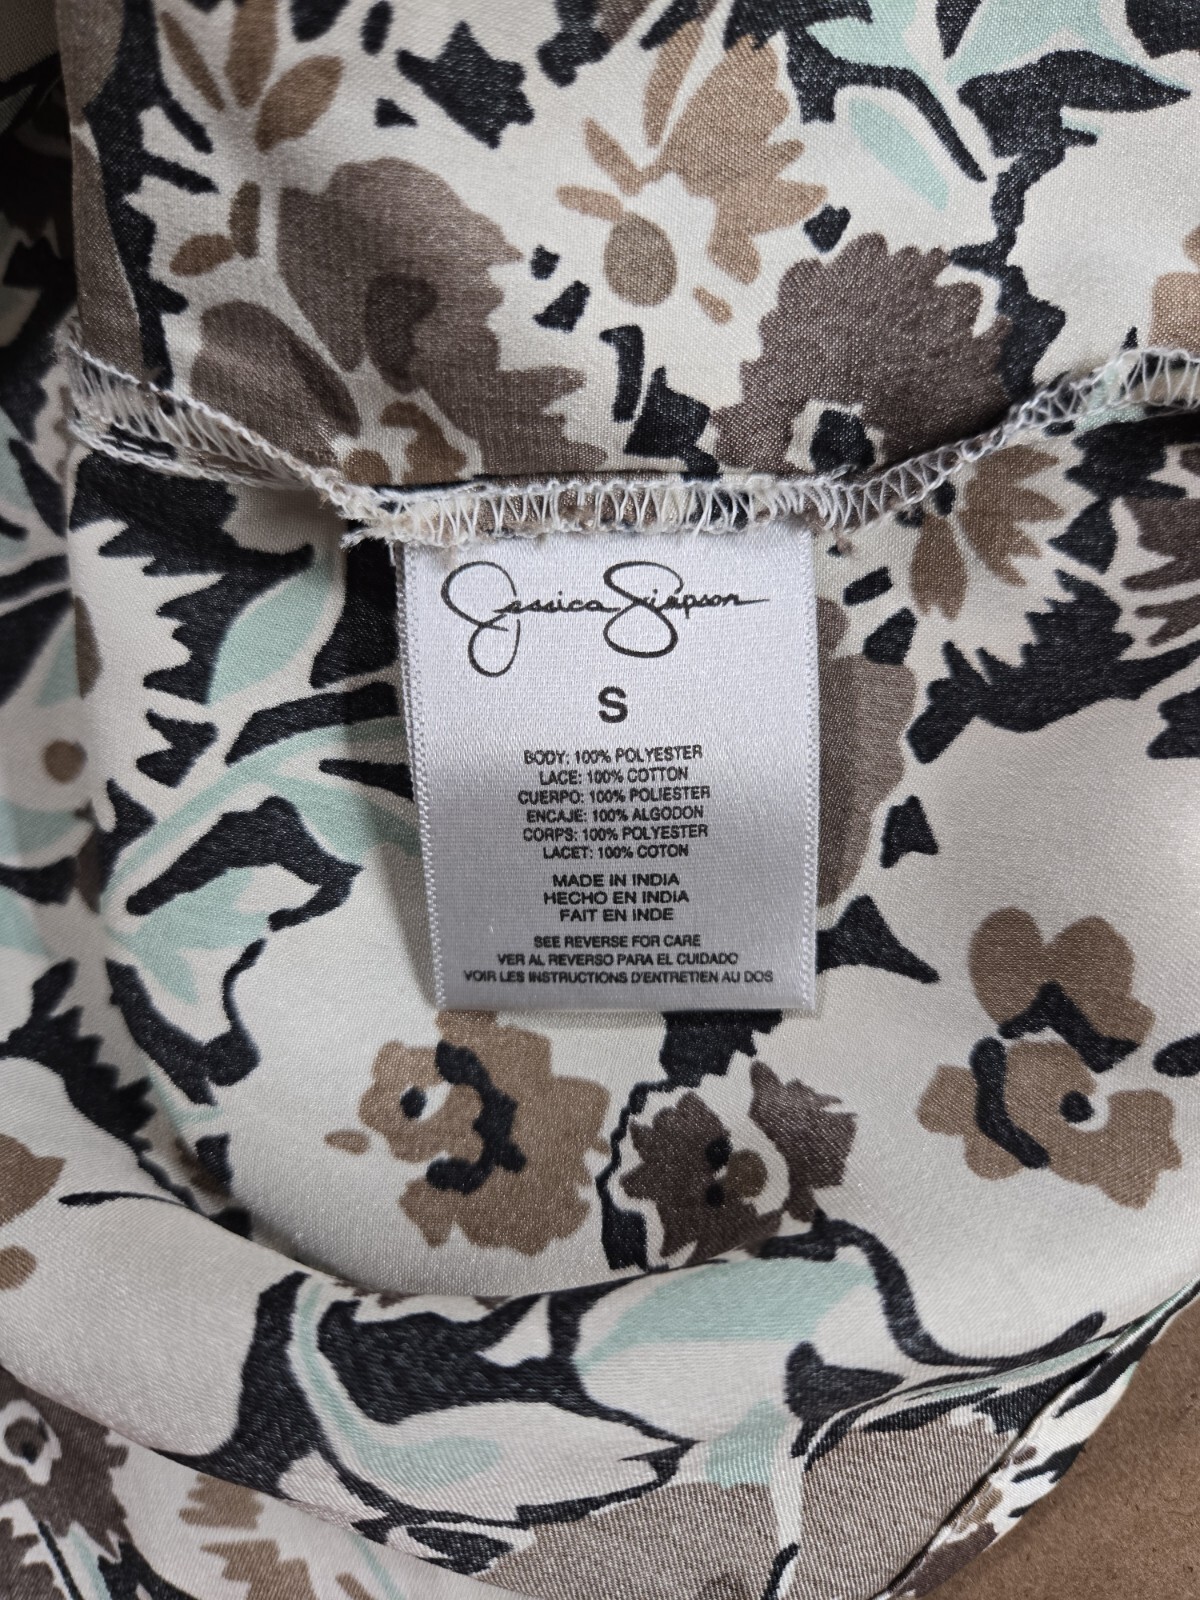 Jessica Simpson
S
BODY: 100% POLYESTER
LACE: 100% COTTON
CUERPO: 100% POLIESTER
ENCAJE: 100% ALGODON
CORPS: 100% POLYESTER
LACET: 100% COTON
MADE IN INDIA
HECHO EN INDIA
FAIT EN INDE
SEE REVERSE FOR CARE
VER AL REVERSO PARA EL CUIDADO
VOIR LES INSTRUCTIONS D'ENTRETIEN AU DOS